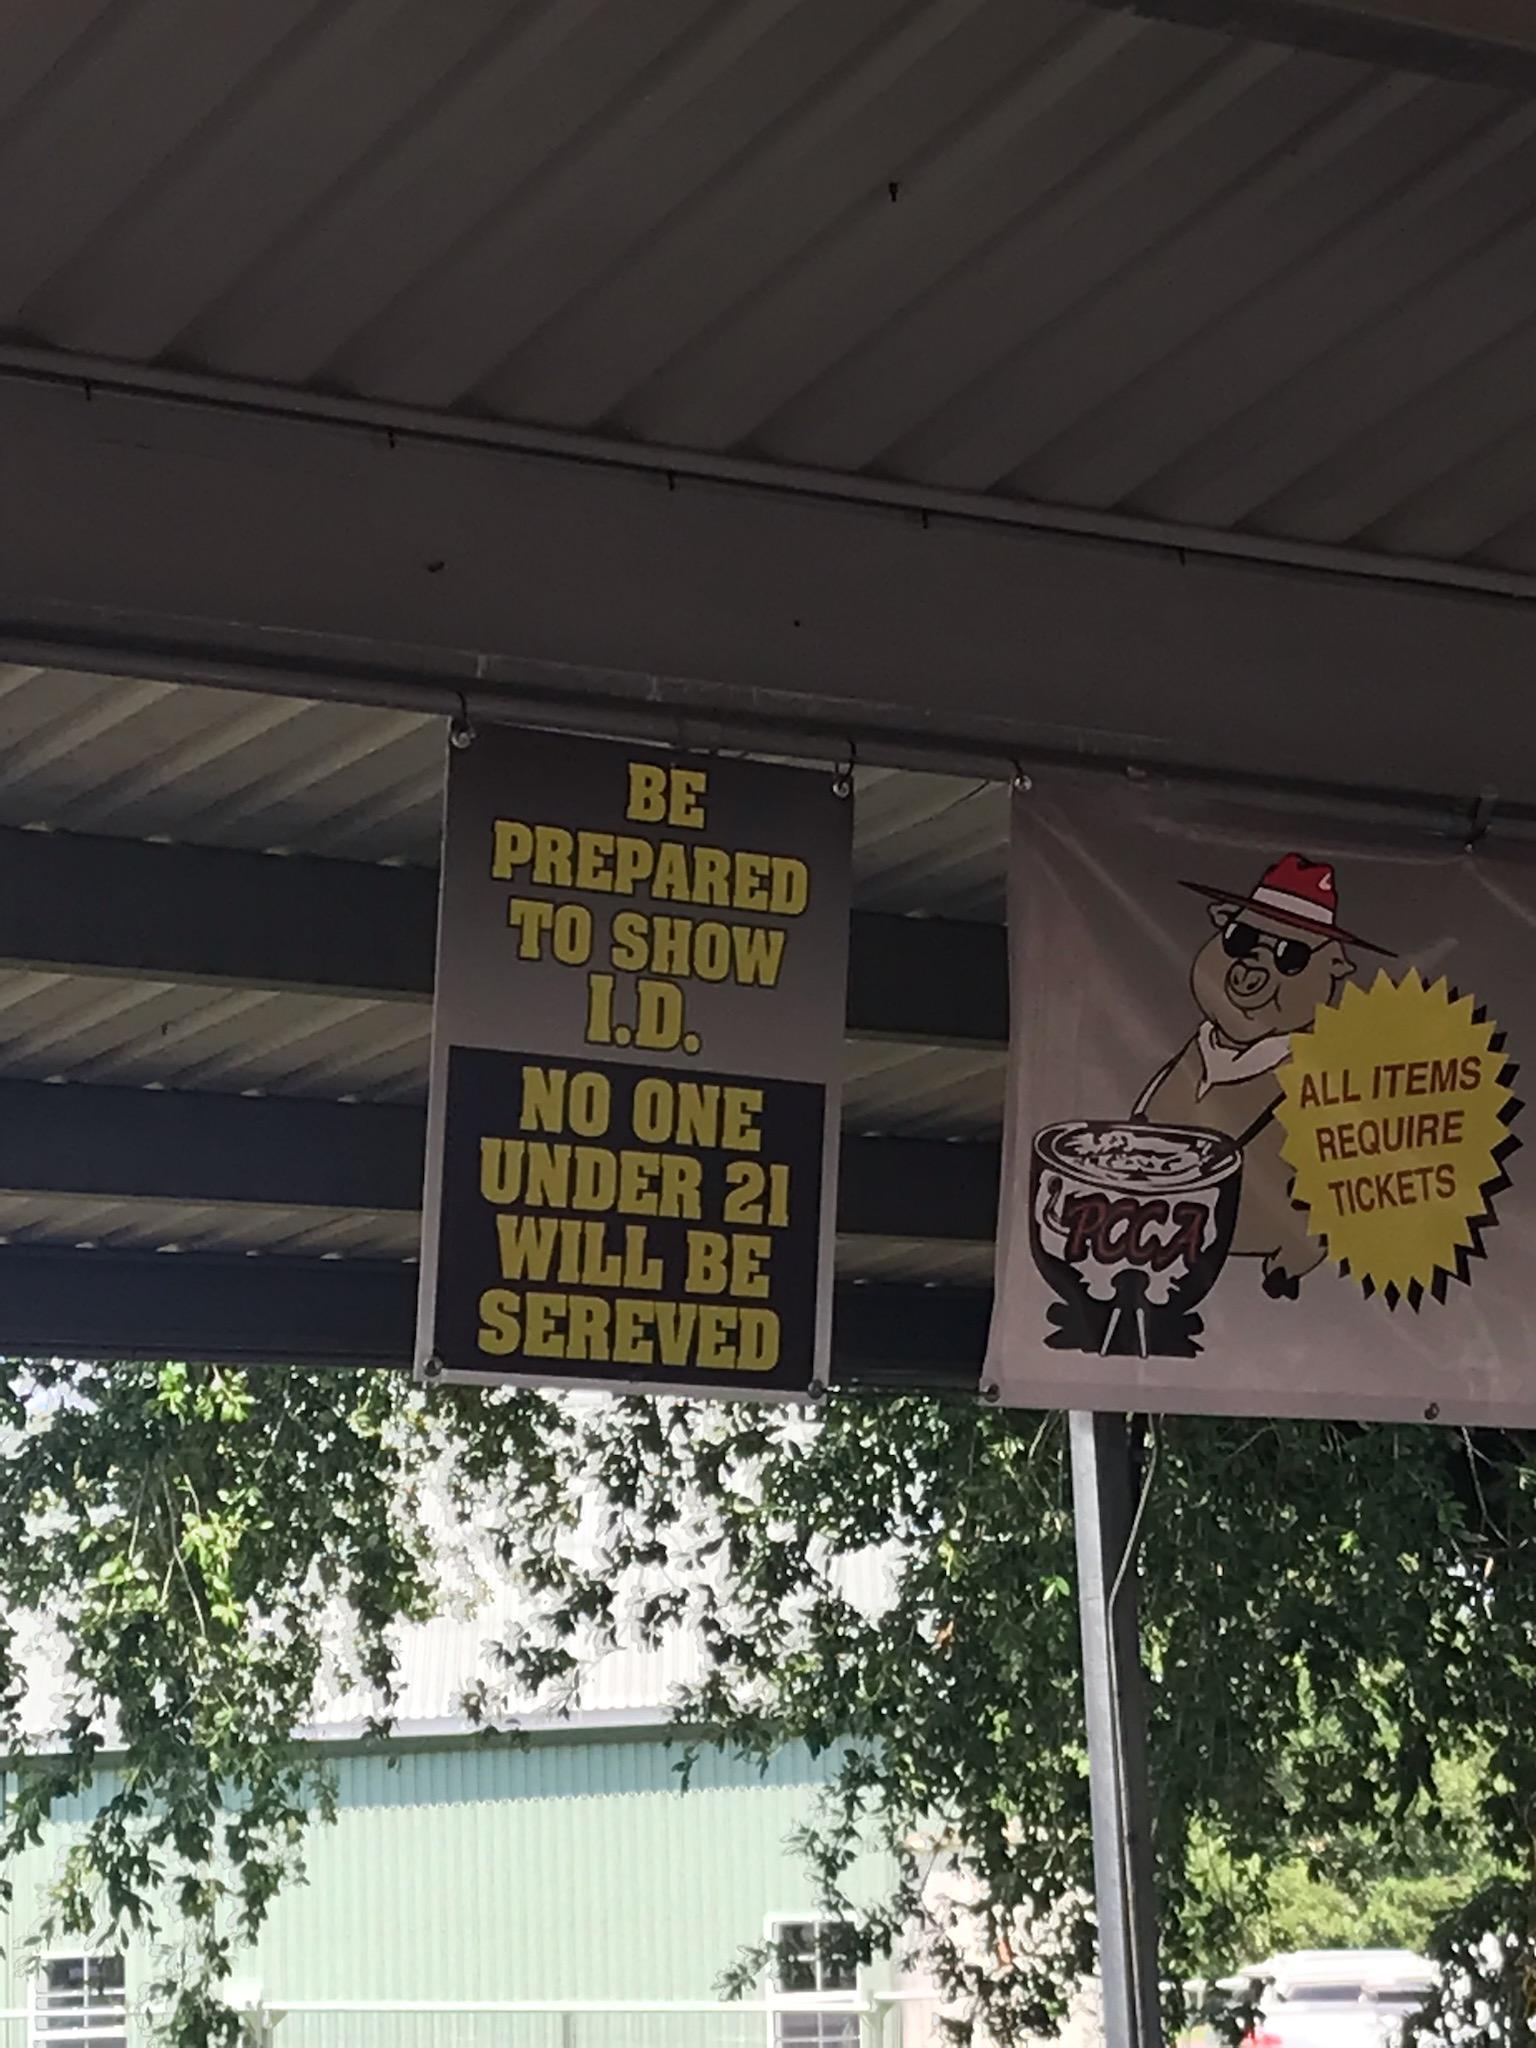 BE
PREPARED
TO SHOW
I.D.
NO ONE
UNDER 21
WILL BE
SEREVED
ALL ITEMS
REQUIRE
TICKETS
PCCA